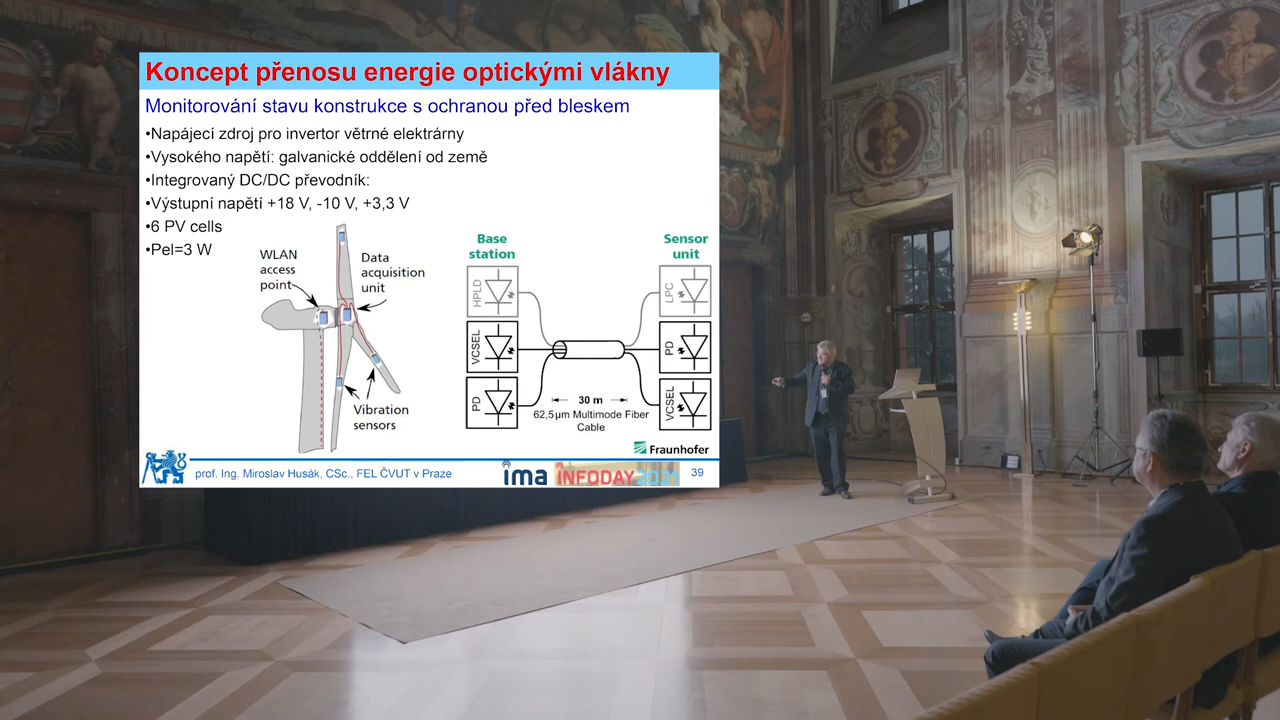 Koncept přenosu energie optickými vlákny
Monitorování stavu konstrukce s ochranou před bleskem
•Napájecí zdroj pro invertor větrné elektrárny
•Vysokého napětí: galvanické oddělení od země
•Integrovaný DC/DC převodník:
•Výstupní napětí +18 V, -10 V, +3,3 V
•6 PV cells
•Pel=3 W
WLAN
access
point
Data
acquisition
unit
Vibration
sensors
Base
station
Sensor
unit
HPLD
LPC
VCSEL
PD
PD
VCSEL
30 m
62,5µm Multimode Fiber
Cable
Fraunhofer
prof. Ing. Miroslav Husák, CSc., FEL ČVUT v Praze
ima
INFODAY2021
39